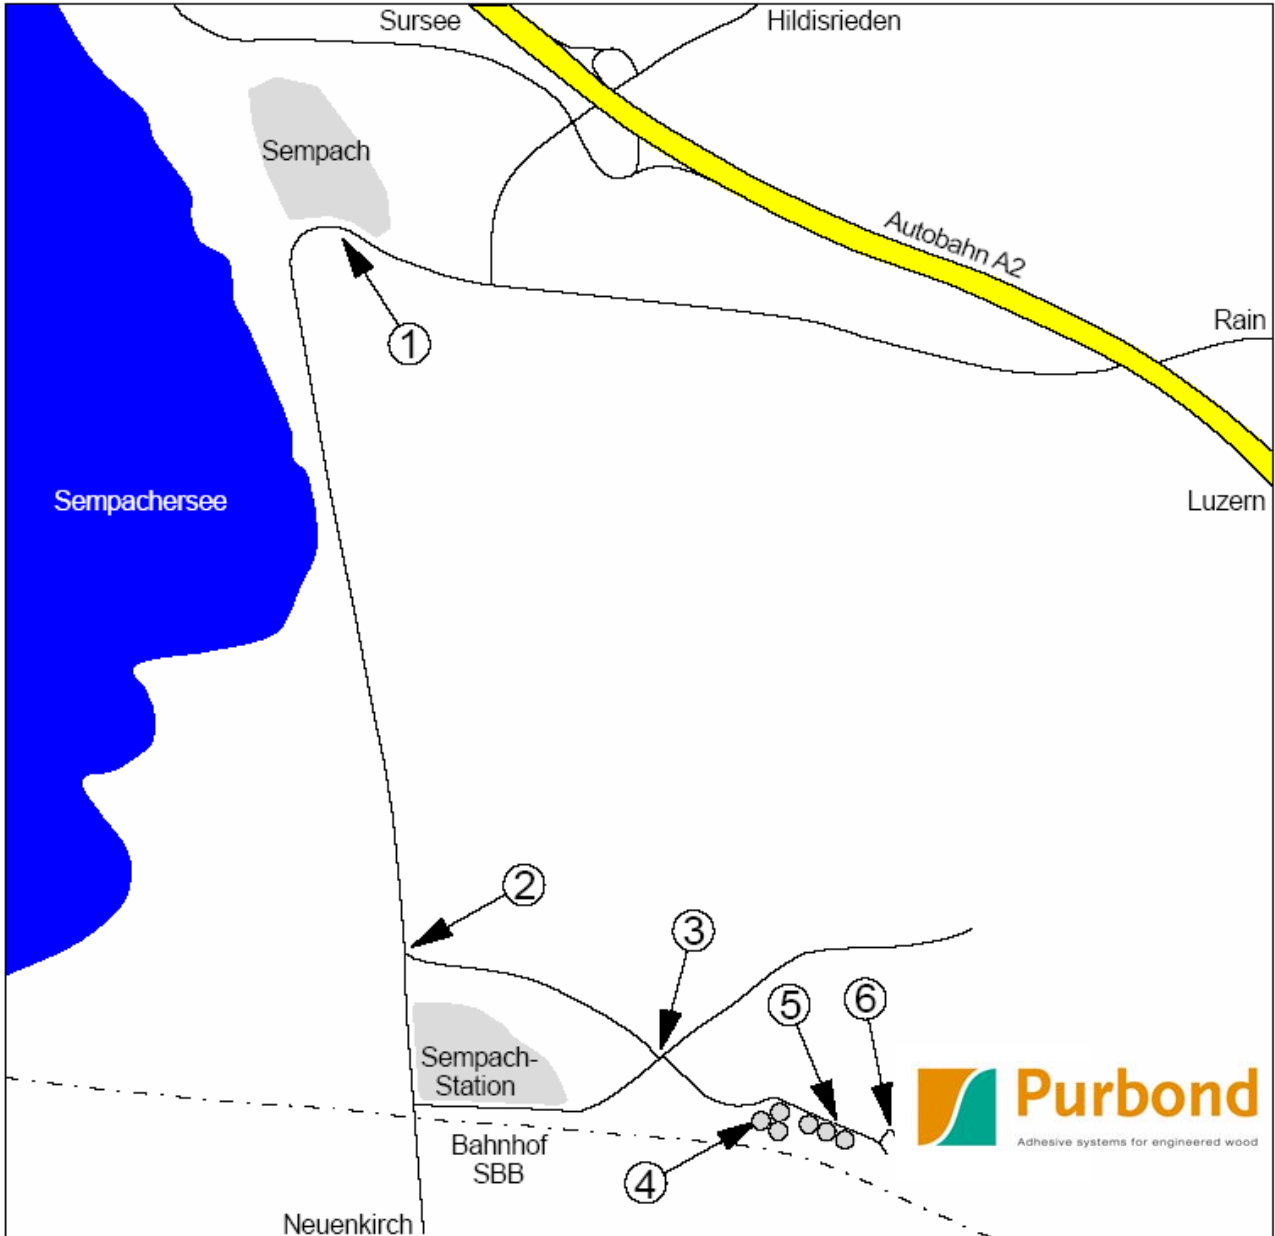 Sursee
Hildisrieden
Sempach
Autobahn A2
Rain
1
Sempachersee
Luzern
2
3
5
6
Sempach-
Station
Purbond
Adhesive systems for engineered wood
Bahnhof
SBB
4
Neuenkirch